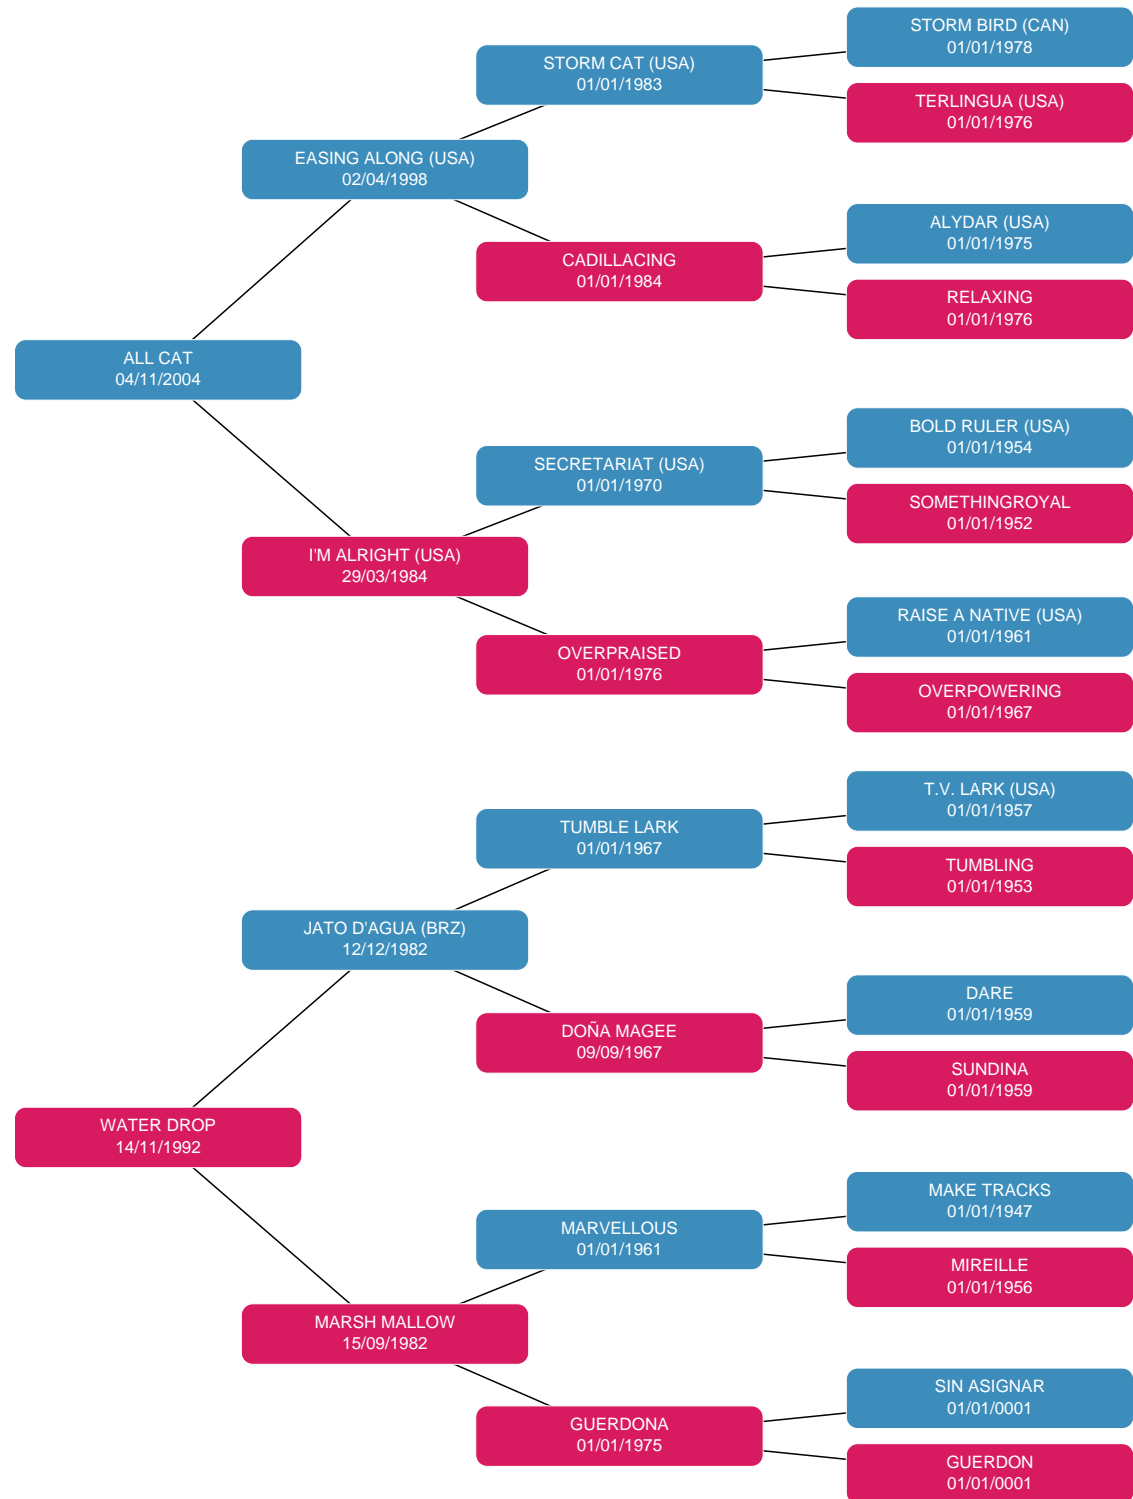 STORM BIRD (CAN)
01/01/1978
STORM CAT (USA)
01/01/1983
TERLINGUA (USA)
01/01/1976
EASING ALONG (USA)
02/04/1998
ALYDAR (USA)
01/01/1975
CADILLACING
01/01/1984
RELAXING
01/01/1976
ALL CAT
04/11/2004
BOLD RULER (USA)
01/01/1954
SECRETARIAT (USA)
01/01/1970
SOMETHINGROYAL
01/01/1952
I'M ALRIGHT (USA)
29/03/1984
RAISE A NATIVE (USA)
01/01/1961
OVERPRAISED
01/01/1976
OVERPOWERING
01/01/1967
T.V. LARK (USA)
01/01/1957
TUMBLE LARK
01/01/1967
TUMBLING
01/01/1953
JATO D'AGUA (BRZ)
12/12/1982
DARE
01/01/1959
DOÑA MAGEE
09/09/1967
SUNDINA
01/01/1959
WATER DROP
14/11/1992
MAKE TRACKS
01/01/1947
MARVELLOUS
01/01/1961
MIREILLE
01/01/1956
MARSH MALLOW
15/09/1982
SIN ASIGNAR
01/01/0001
GUERDONA
01/01/1975
GUERDON
01/01/0001